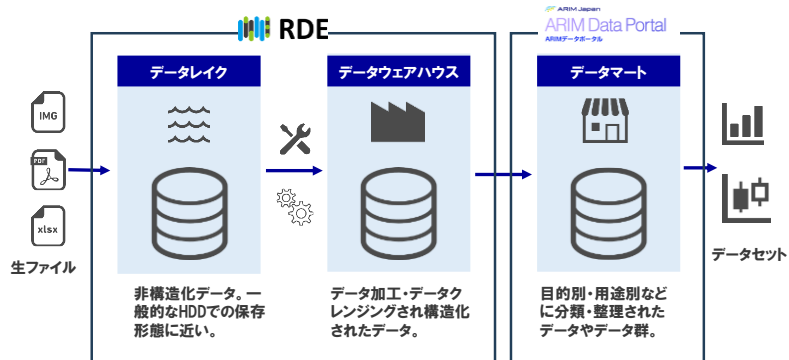 RDE
ARIM Japan
ARIM Data Portal
ARIMデータポータル
データレイク
データウェアハウス
データマート
IMG
PDF
xlsx
生ファイル
データセット
非構造化データ。一
般的なHDDでの保存
形態に近い。
データ加工・データク
レンジングされ構造化
されたデータ。
目的別・用途別など
に分類・整理された
データやデータ群。